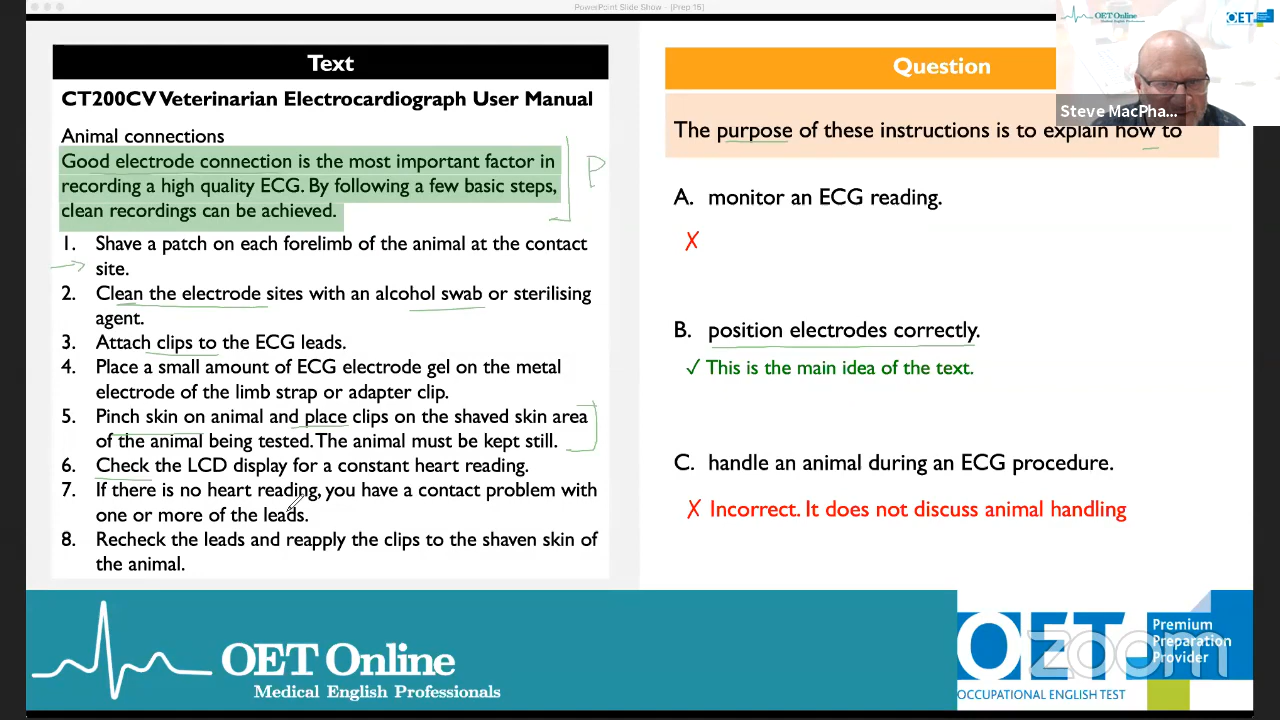 PowerPoint Slide Show - [Prep 15]
Text
CT200CV Veterinarian Electrocardiograph User Manual
Animal connections
Good electrode connection is the most important factor in
recording a high quality ECG. By following a few basic steps,
clean recordings can be achieved.
P
1. Shave a patch on each forelimb of the animal at the contact
site.
2. Clean the electrode sites with an alcohol swab or sterilising
agent.
3. Attach clips to the ECG leads.
4. Place a small amount of ECG electrode gel on the metal
electrode of the limb strap or adapter clip.
5. Pinch skin on animal and place clips on the shaved skin area
of the animal being tested. The animal must be kept still.
6. Check the LCD display for a constant heart reading.
7. If there is no heart reading, you have a contact problem with
one or more of the leads.
8. Recheck the leads and reapply the clips to the shaven skin of
the animal.
Question
The purpose of these instructions is to explain how to
A. monitor an ECG reading.
✗
B. position electrodes correctly.
✓ This is the main idea of the text.
C. handle an animal during an ECG procedure.
✗ Incorrect. It does not discuss animal handling
OET Online
OET
Steve MacPha...
OET Online
Medical English Professionals
OET
Premium
Preparation
Provider
OCCUPATIONAL ENGLISH TEST
zoom